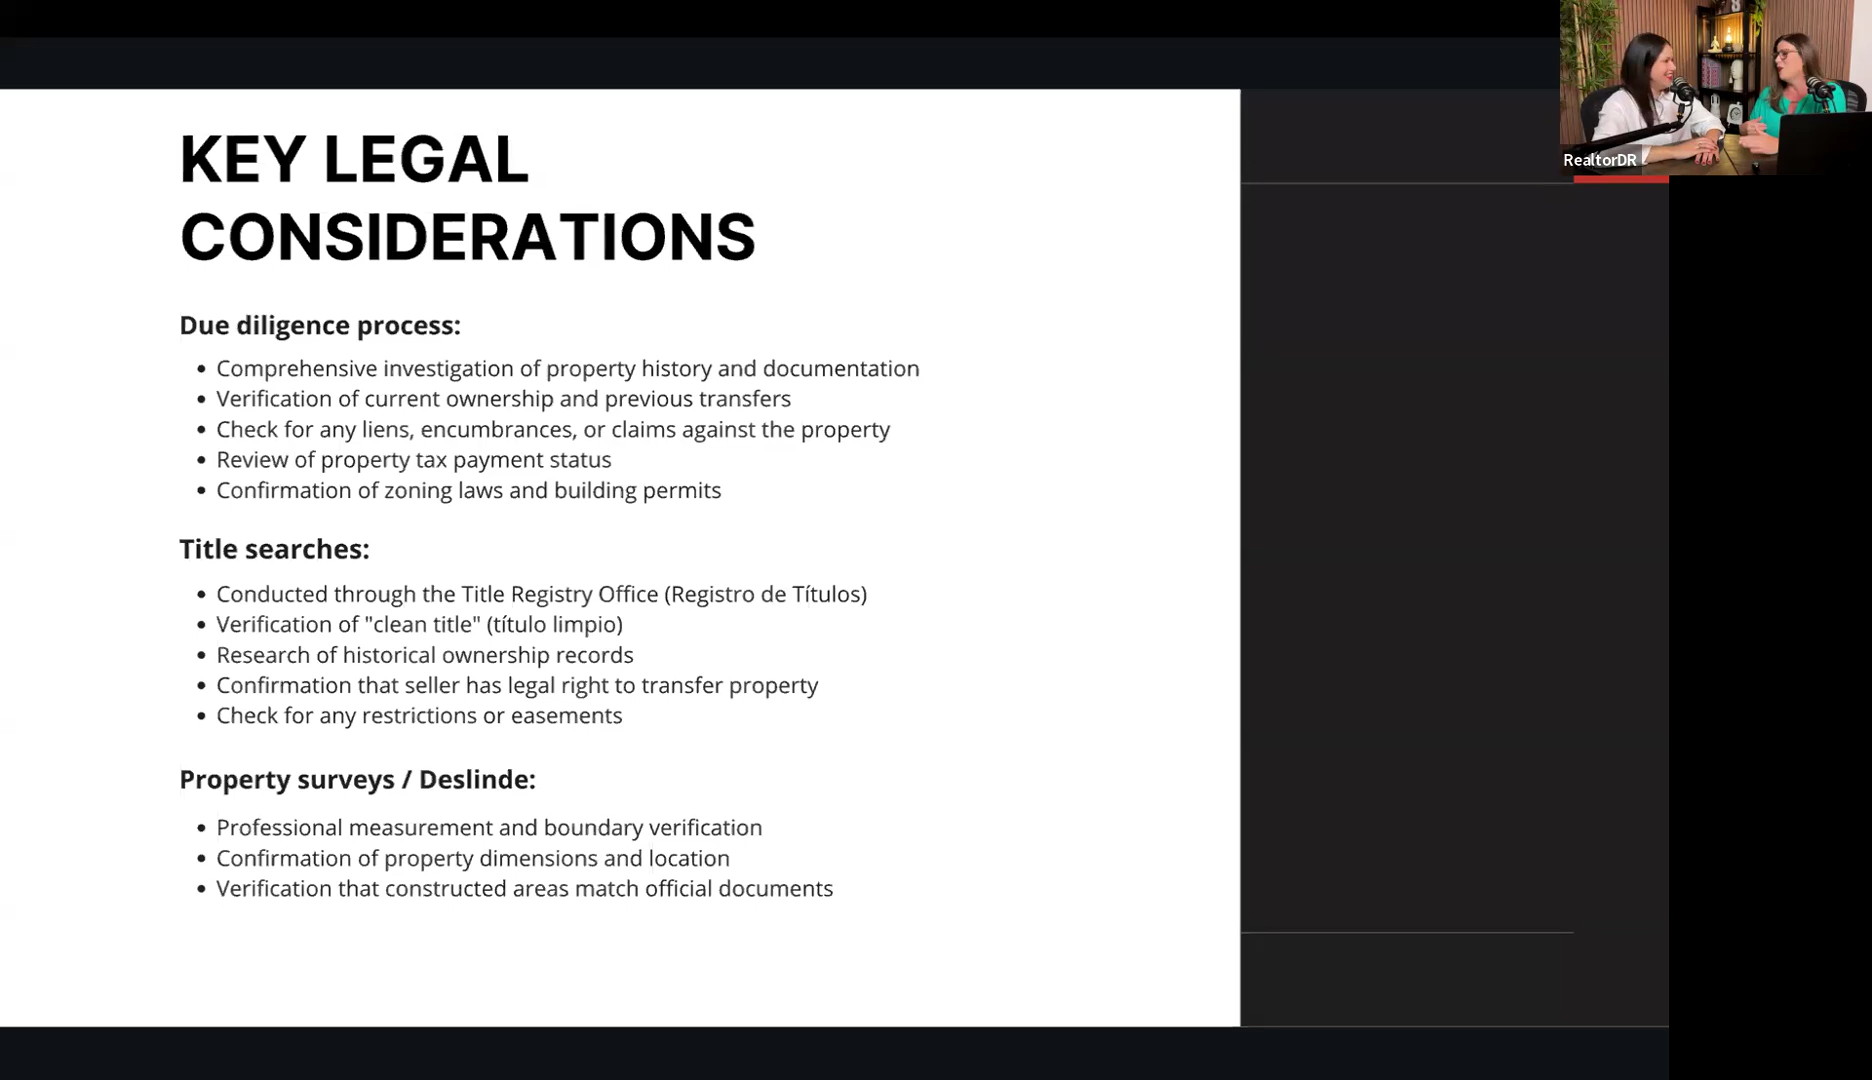 KEY LEGAL
CONSIDERATIONS
Due diligence process:
• Comprehensive investigation of property history and documentation
• Verification of current ownership and previous transfers
• Check for any liens, encumbrances, or claims against the property
• Review of property tax payment status
• Confirmation of zoning laws and building permits
Title searches:
• Conducted through the Title Registry Office (Registro de Títulos)
• Verification of "clean title" (título limpio)
• Research of historical ownership records
• Confirmation that seller has legal right to transfer property
• Check for any restrictions or easements
Property surveys / Deslinde:
• Professional measurement and boundary verification
• Confirmation of property dimensions and location
• Verification that constructed areas match official documents
RealtorDR